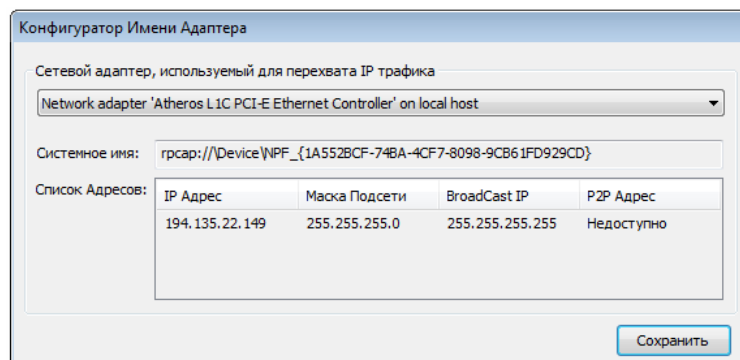 Конфигуратор Имени Адаптера
Сетевой адаптер, используемый для перехвата IP трафика
Network adapter 'Atheros L1C PCI-E Ethernet Controller' on local host
Системное имя: rpcap://\Device\NPF_{1A552BCF-74BA-4CF7-8098-9CB61FD929CD}
Список Адресов: IP Адрес Маска Подсети BroadCast IP P2P Адрес
194.135.22.149 255.255.255.0 255.255.255.255 Недоступно
Сохранить